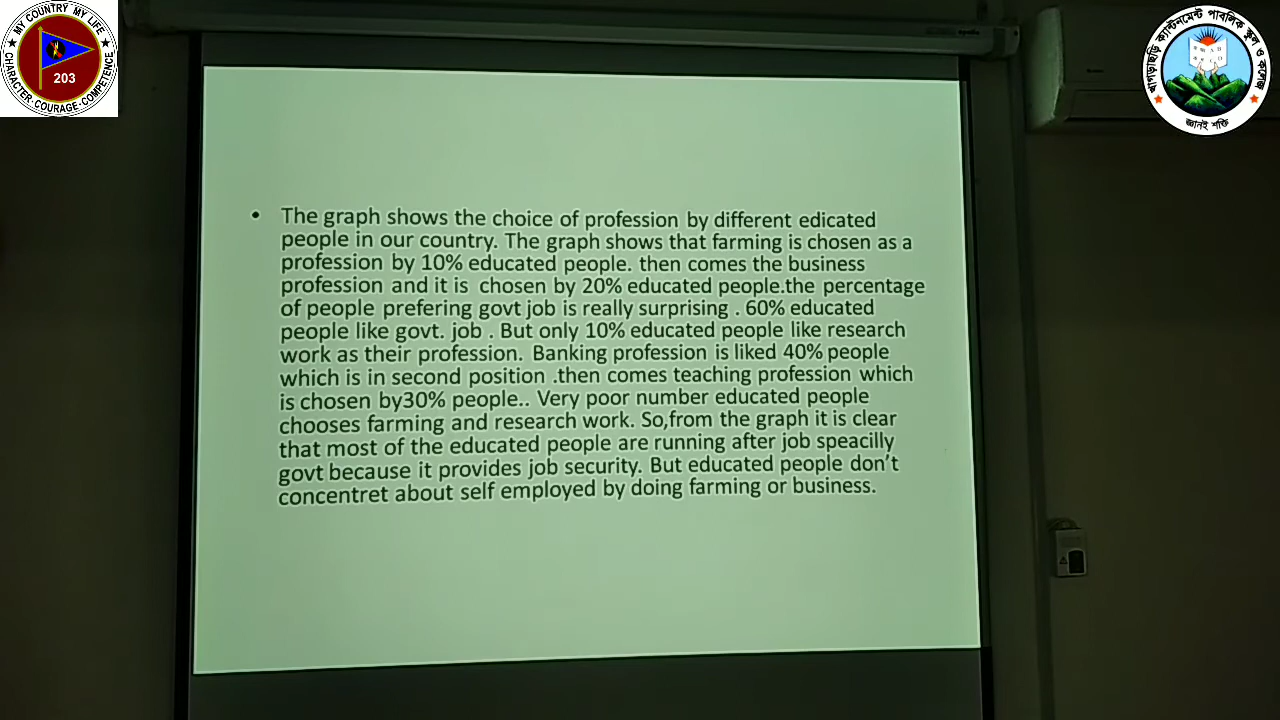 MY COUNTRY MY LIFE
203
CHARACTER · COURAGE · COMPETENCE
খাগড়াছড়ি ক্যান্টনমেন্ট পাবলিক স্কুল ও কলেজ
জ্ঞানই শক্তি
• The graph shows the choice of profession by different edicated
people in our country. The graph shows that farming is chosen as a
profession by 10% educated people. then comes the business
profession and it is chosen by 20% educated people.the percentage
of people prefering govt job is really surprising . 60% educated
people like govt. job . But only 10% educated people like research
work as their profession. Banking profession is liked 40% people
which is in second position .then comes teaching profession which
is chosen by30% people.. Very poor number educated people
chooses farming and research work. So,from the graph it is clear
that most of the educated people are running after job speacilly
govt because it provides job security. But educated people don't
concentret about self employed by doing farming or business.